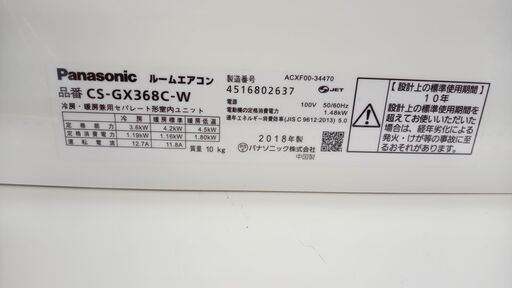 Panasonic ルームエアコン
品番 CS-GX368C-W
冷房・暖房兼用セパレート形室内ユニット
冷房 暖房標準 暖房低温
能力 3.6kW 4.2kW 4.5kW
定格消費電力 1.19kW 1.16kW 1.80kW
運転電流 12.7A 11.8A
質量 10 kg
製造番号 ACXF00-34470
4516802637
JET
電源 100V 50/60Hz
電動機の定格消費電力 1.48kW
通年エネルギー消費効率(JIS C 9612:2013) 5.0
2018年製
パナソニック株式会社
中国製
【設計上の標準使用期間】
10年
設計上の標準使用期間を
超えてお使いいただいた
場合は、経年劣化による
発火・けが等の事故に至
るおそれがあります。